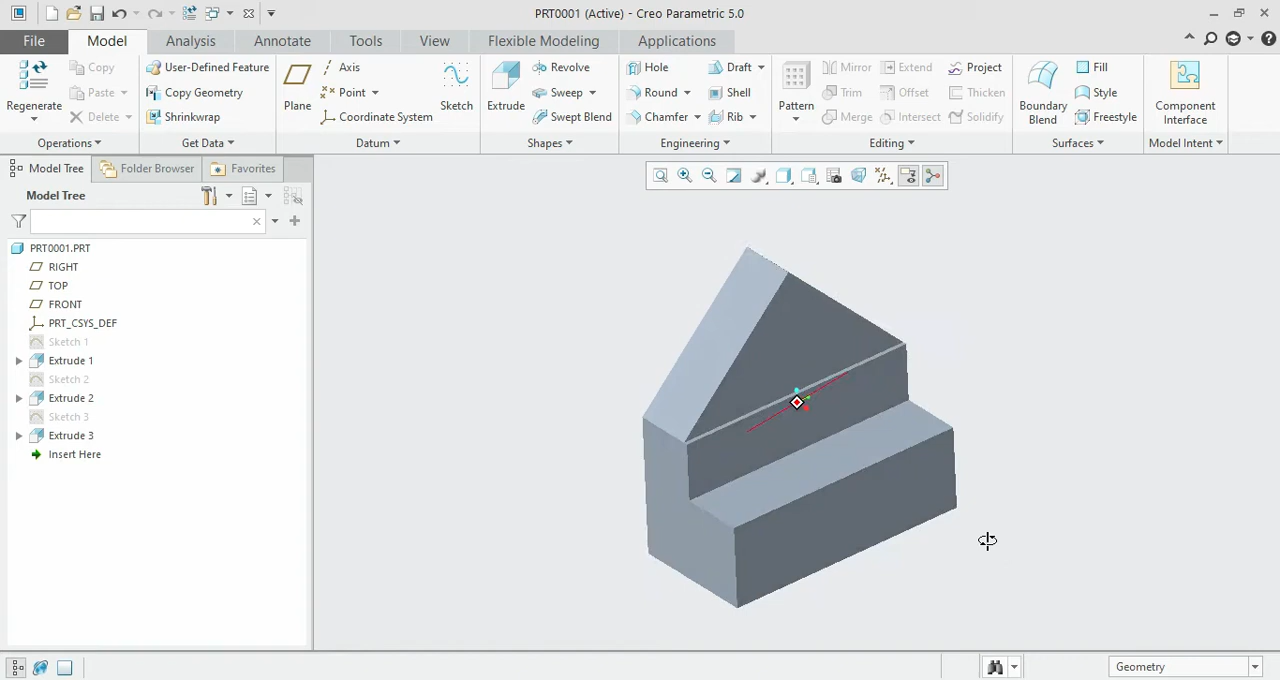 PRT0001 (Active) - Creo Parametric 5.0
File Model Analysis Annotate Tools View Flexible Modeling Applications
Regenerate
Copy
Paste
Delete
Operations
User-Defined Feature
Copy Geometry
Shrinkwrap
Get Data
Plane
Axis
Point
Coordinate System
Sketch
Datum
Extrude
Revolve
Sweep
Swept Blend
Shapes
Hole
Round
Chamfer
Draft
Shell
Rib
Engineering
Pattern
Mirror
Trim
Merge
Extend
Offset
Intersect
Project
Thicken
Solidify
Editing
Boundary
Blend
Fill
Style
Freestyle
Surfaces
Component
Interface
Model Intent
Model Tree Folder Browser Favorites
Model Tree
PRT0001.PRT
RIGHT
TOP
FRONT
PRT_CSYS_DEF
Sketch 1
Extrude 1
Sketch 2
Extrude 2
Sketch 3
Extrude 3
Insert Here
Geometry